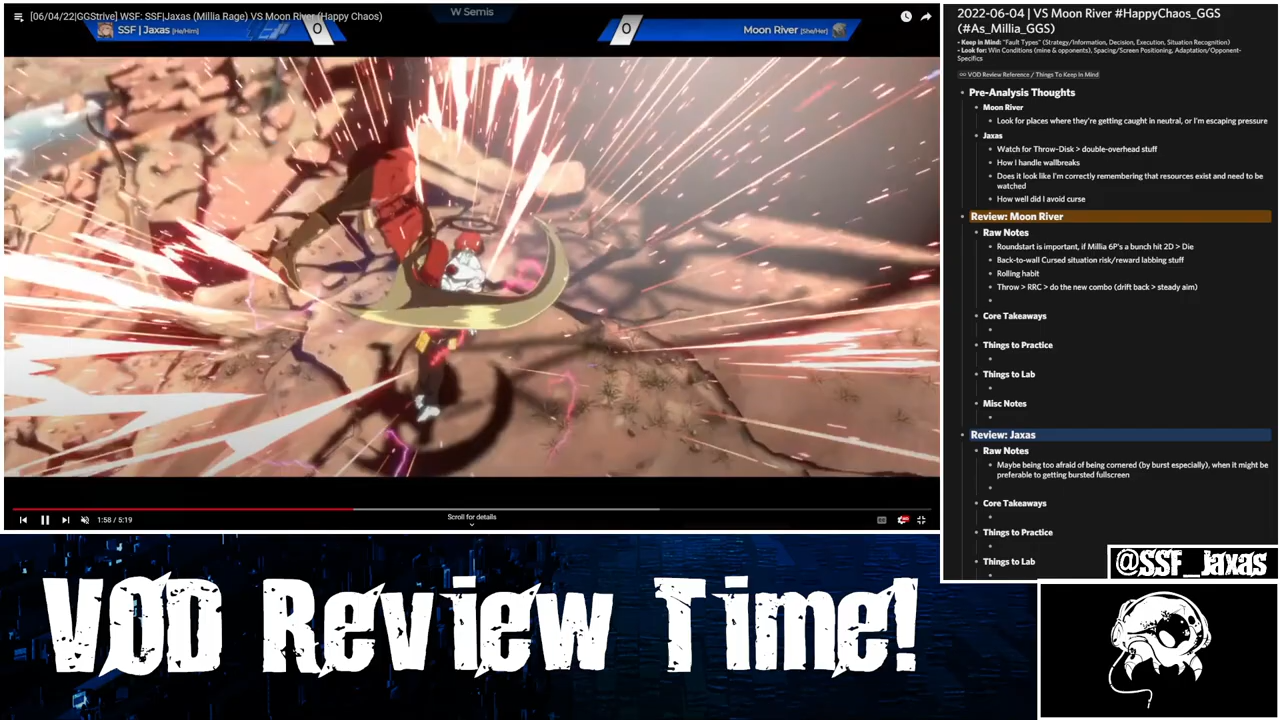 [06/04/22|GGStrive] WSF: SSF|Jaxas (Millia Rage) VS Moon River (Happy Chaos)
W Semis
SSF | Jaxas [He/Him]
0
0
Moon River [She/Her]
1:58 / 5:19
Scroll for details
VOD Review Time!
2022-06-04 | VS Moon River #HappyChaos_GGS
(#As_Millia_GGS)
• Keep in Mind: "Fault Types" (Strategy/Information, Decision, Execution, Situation Recognition)
• Look for: Win Conditions (mine & opponents), Spacing/Screen Positioning, Adaptation/Opponent-
Specifics
VOD Review Reference / Things To Keep In Mind
Pre-Analysis Thoughts
Moon River
Look for places where they're getting caught in neutral, or I'm escaping pressure
Jaxas
Watch for Throw-Disk > double-overhead stuff
How I handle wallbreaks
Does it look like I'm correctly remembering that resources exist and need to be
watched
How well did I avoid curse
Review: Moon River
Raw Notes
Roundstart is important, if Millia 6P's a bunch hit 2D > Die
Back-to-wall Cursed situation risk/reward labbing stuff
Rolling habit
Throw > RRC > do the new combo (drift back > steady aim)
Core Takeaways
Things to Practice
Things to Lab
Misc Notes
Review: Jaxas
Raw Notes
Maybe being too afraid of being cornered (by burst especially), when it might be
preferable to getting bursted fullscreen
Core Takeaways
Things to Practice
Things to Lab
@SSF_Jaxas